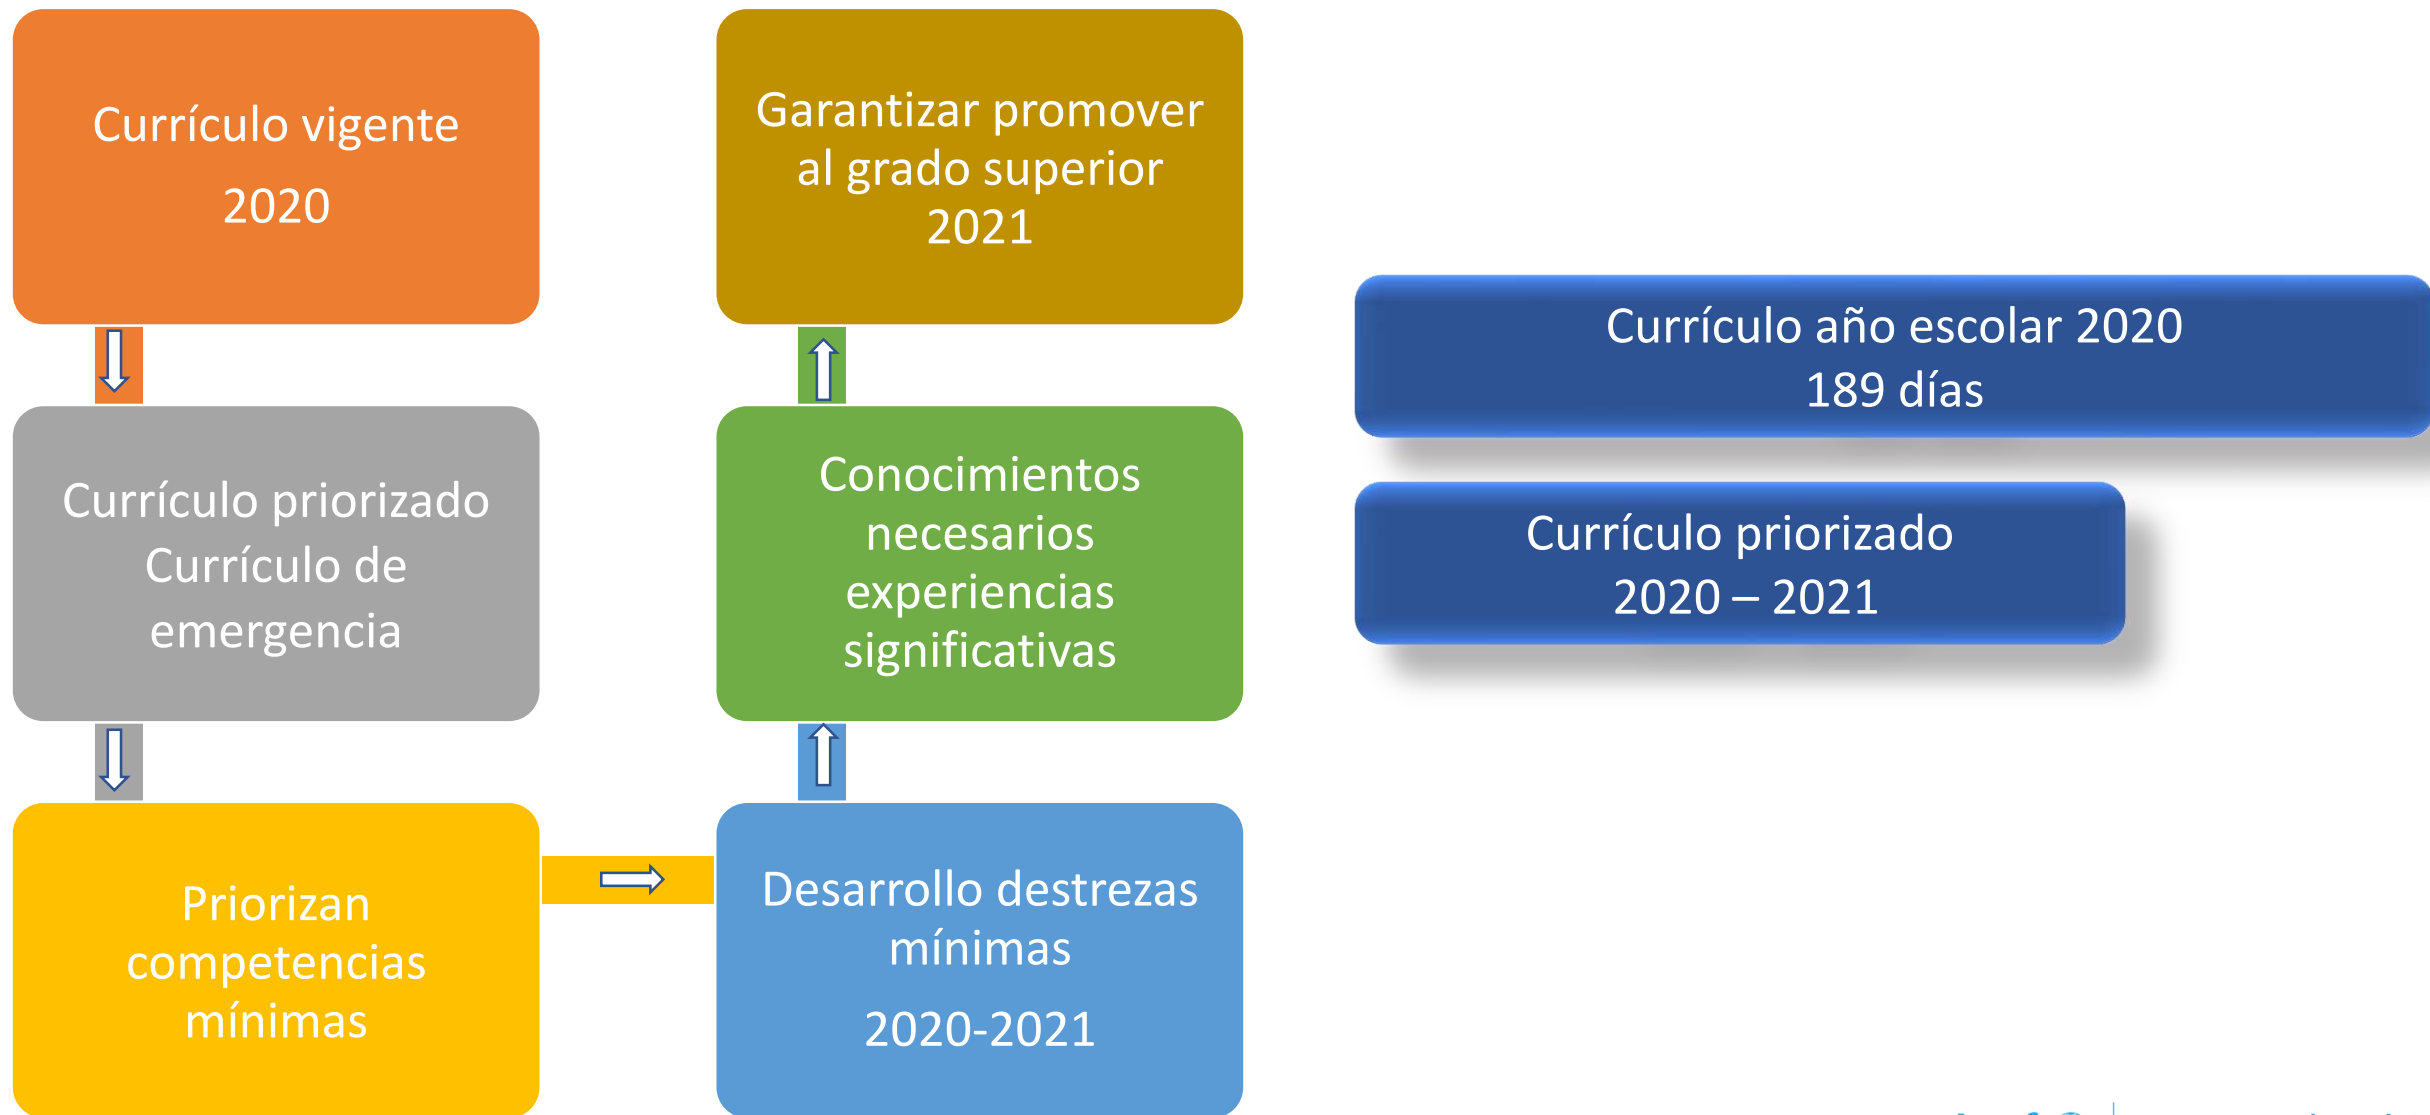 Currículo vigente
2020
Currículo priorizado
Currículo de
emergencia
Priorizan
competencias
mínimas
Desarrollo destrezas
mínimas
2020-2021
Conocimientos
necesarios
experiencias
significativas
Garantizar promover
al grado superior
2021
Currículo año escolar 2020
189 días
Currículo priorizado
2020 – 2021